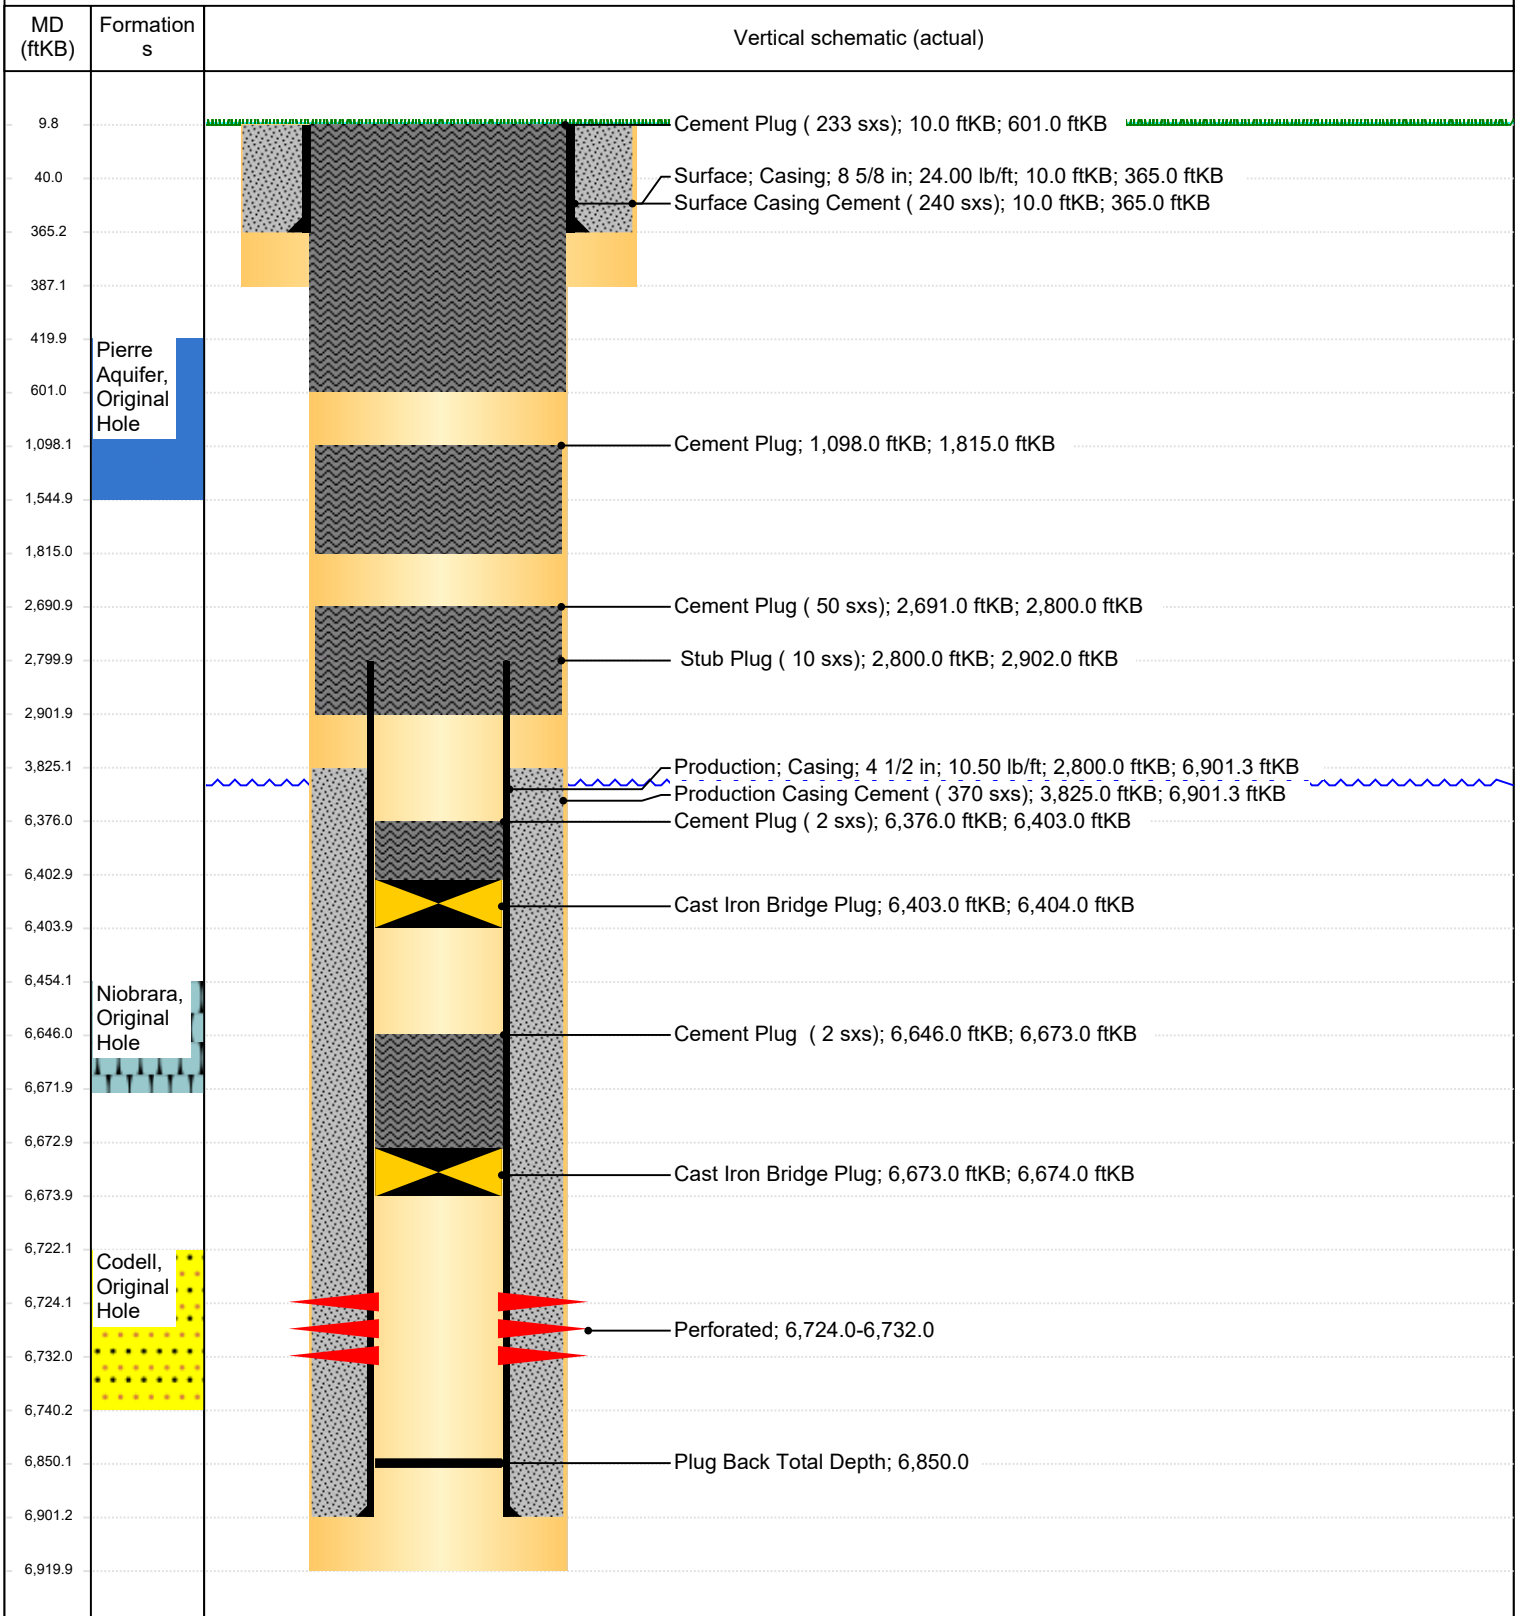 MD
(ftKB)
Formation
s
Vertical schematic (actual)
9.8
Cement Plug ( 233 sxs); 10.0 ftKB; 601.0 ftKB
40.0
Surface; Casing; 8 5/8 in; 24.00 lb/ft; 10.0 ftKB; 365.0 ftKB
Surface Casing Cement ( 240 sxs); 10.0 ftKB; 365.0 ftKB
365.2
387.1
419.9
Pierre
Aquifer,
Original
Hole
601.0
1,098.1
Cement Plug; 1,098.0 ftKB; 1,815.0 ftKB
1,544.9
1,815.0
2,690.9
Cement Plug ( 50 sxs); 2,691.0 ftKB; 2,800.0 ftKB
2,799.9
Stub Plug ( 10 sxs); 2,800.0 ftKB; 2,902.0 ftKB
2,901.9
3,825.1
Production; Casing; 4 1/2 in; 10.50 lb/ft; 2,800.0 ftKB; 6,901.3 ftKB
Production Casing Cement ( 370 sxs); 3,825.0 ftKB; 6,901.3 ftKB
6,376.0
Cement Plug ( 2 sxs); 6,376.0 ftKB; 6,403.0 ftKB
6,402.9
Cast Iron Bridge Plug; 6,403.0 ftKB; 6,404.0 ftKB
6,403.9
6,454.1
Niobrara,
Original
Hole
6,646.0
Cement Plug ( 2 sxs); 6,646.0 ftKB; 6,673.0 ftKB
6,671.9
6,672.9
Cast Iron Bridge Plug; 6,673.0 ftKB; 6,674.0 ftKB
6,673.9
6,722.1
Codell,
Original
Hole
6,724.1
Perforated; 6,724.0-6,732.0
6,732.0
6,740.2
6,850.1
Plug Back Total Depth; 6,850.0
6,901.2
6,919.9